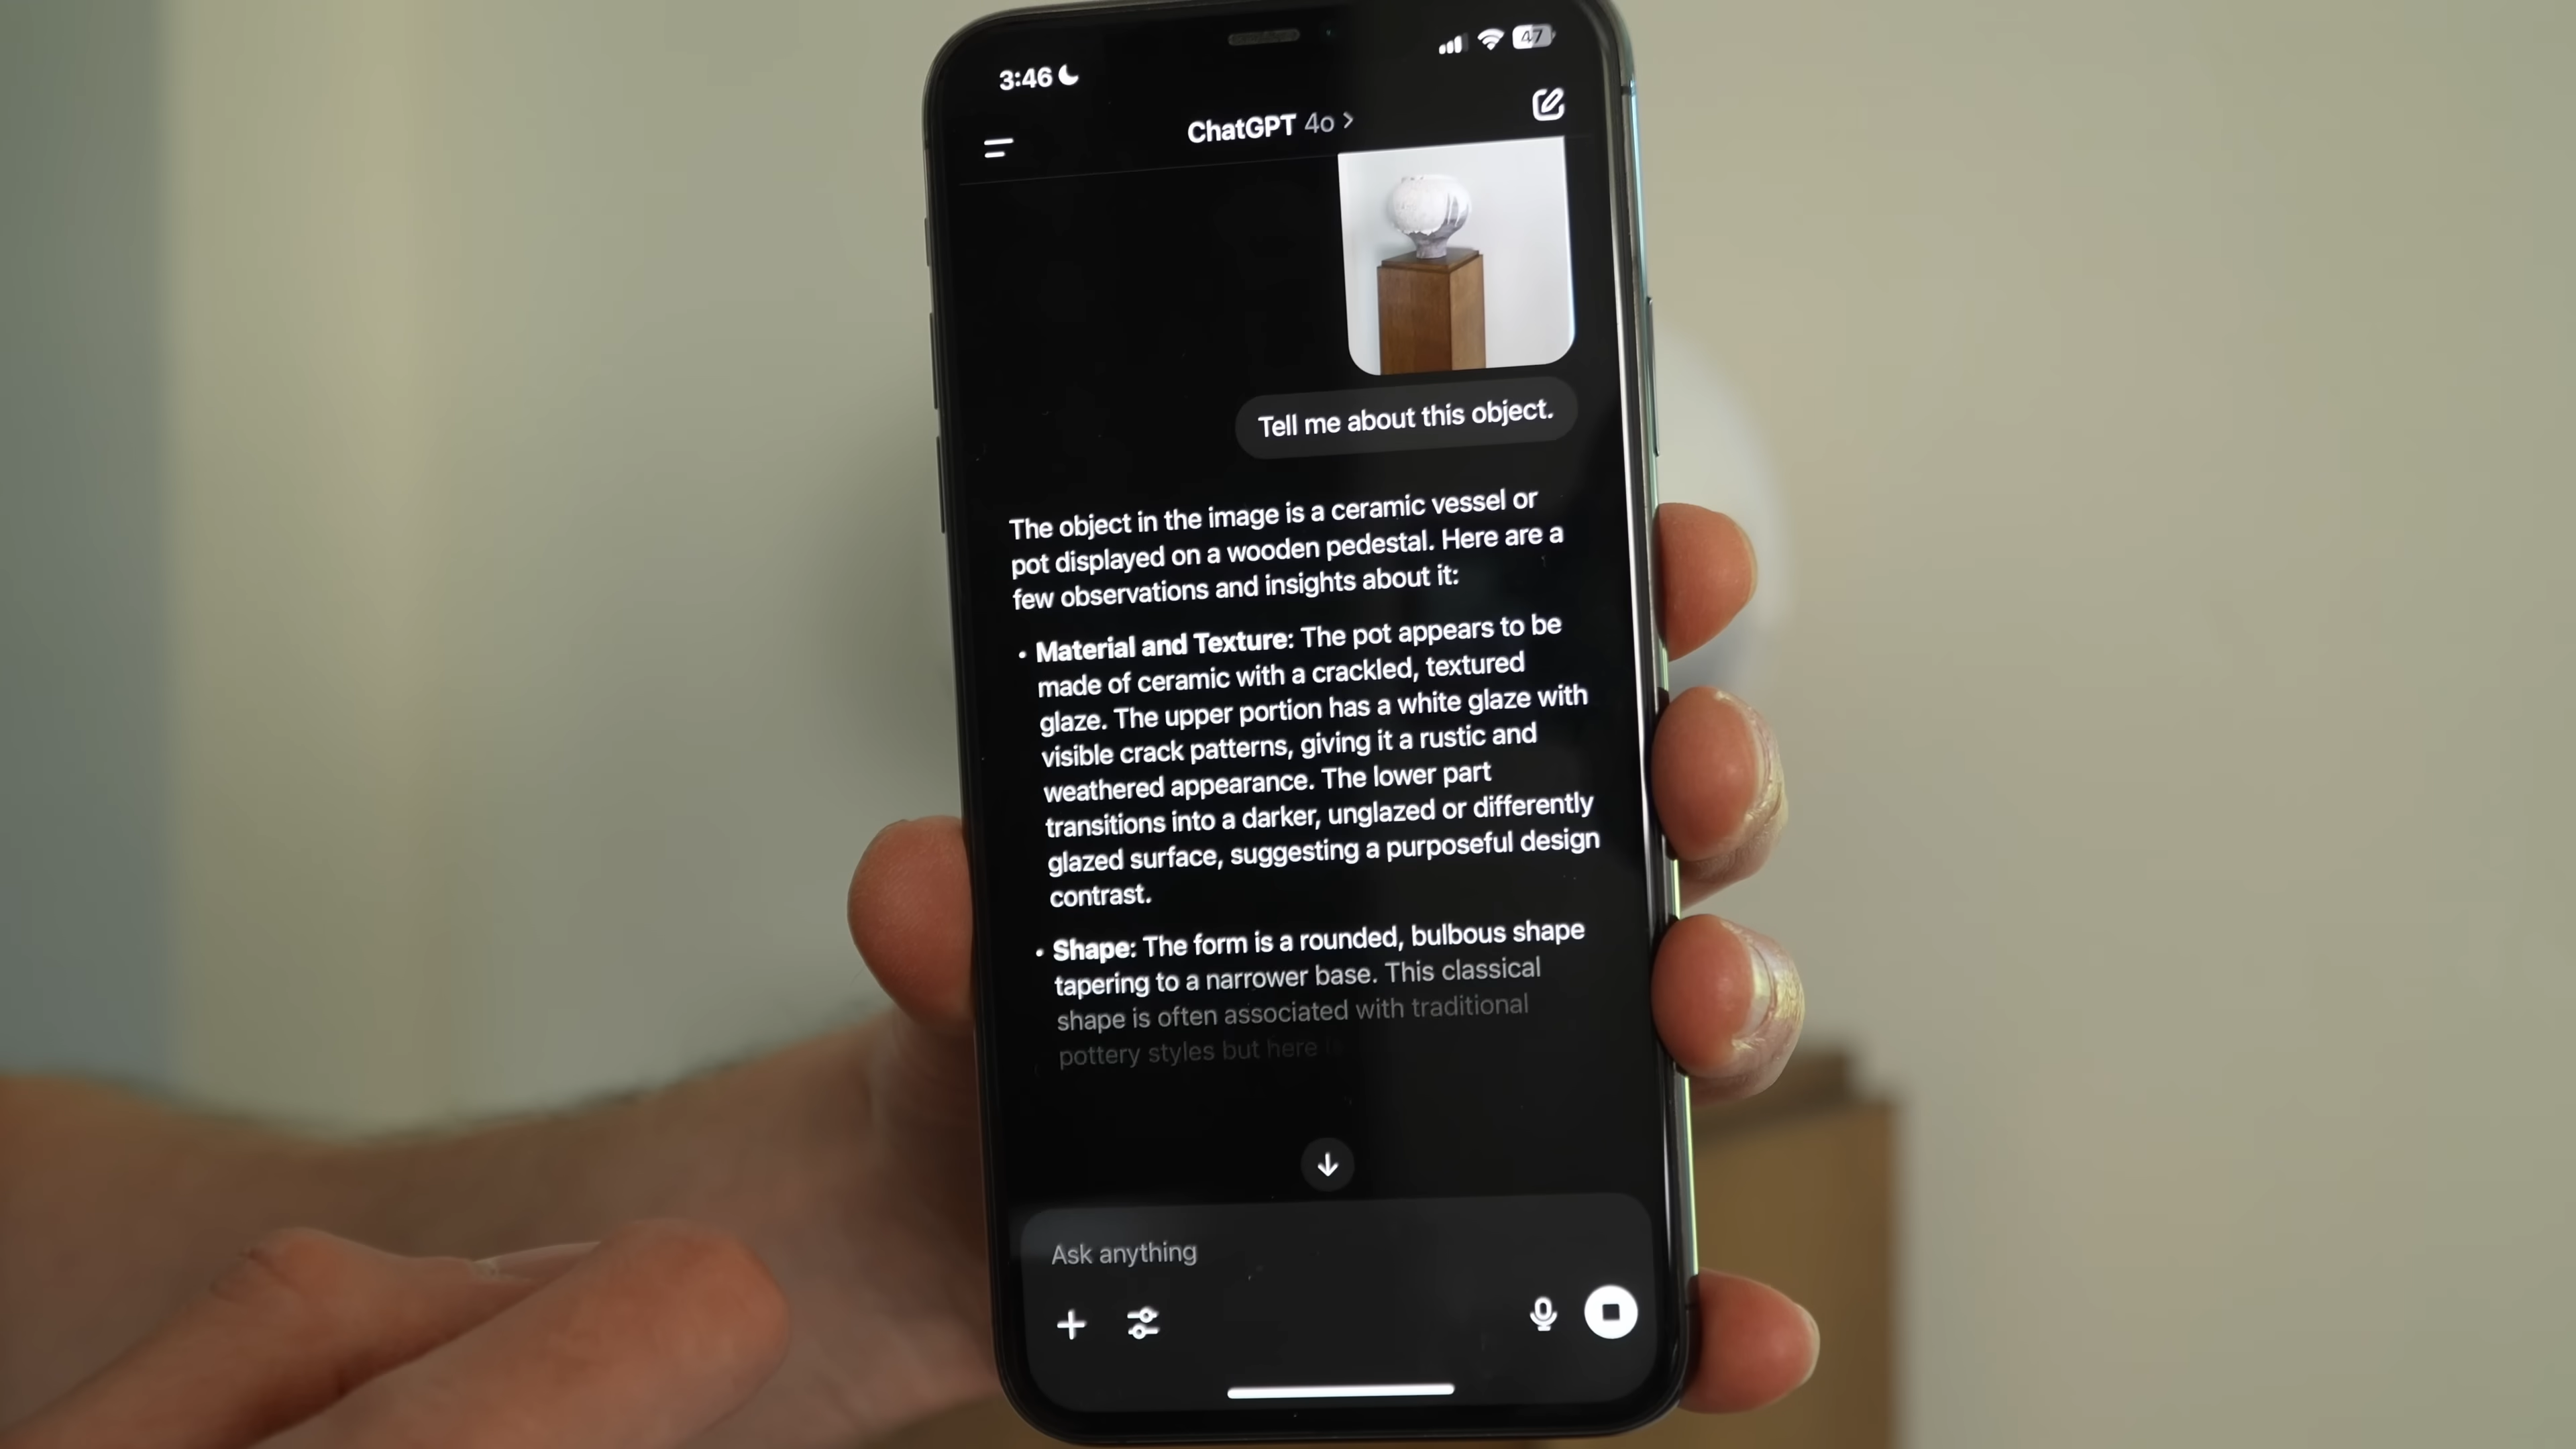 3:46
47
ChatGPT 4o >
Tell me about this object.
The object in the image is a ceramic vessel or
pot displayed on a wooden pedestal. Here are a
few observations and insights about it:
• Material and Texture: The pot appears to be
made of ceramic with a crackled, textured
glaze. The upper portion has a white glaze with
visible crack patterns, giving it a rustic and
weathered appearance. The lower part
transitions into a darker, unglazed or differently
glazed surface, suggesting a purposeful design
contrast.
• Shape: The form is a rounded, bulbous shape
tapering to a narrower base. This classical
shape is often associated with traditional
pottery styles but here
Ask anything